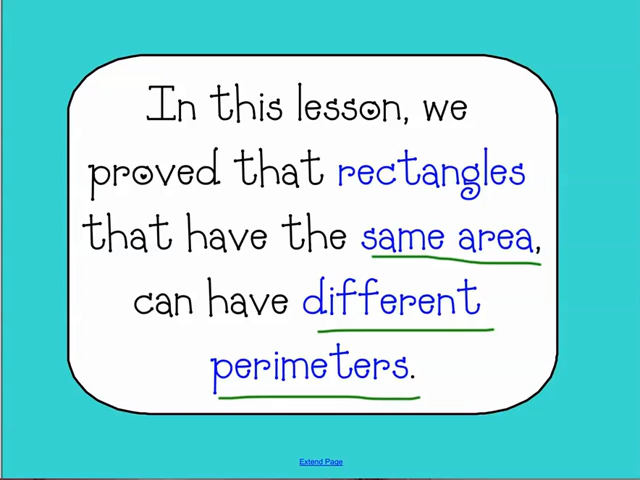 In this lesson, we
proved that rectangles
that have the same area,
can have different
perimeters.
Extend Page